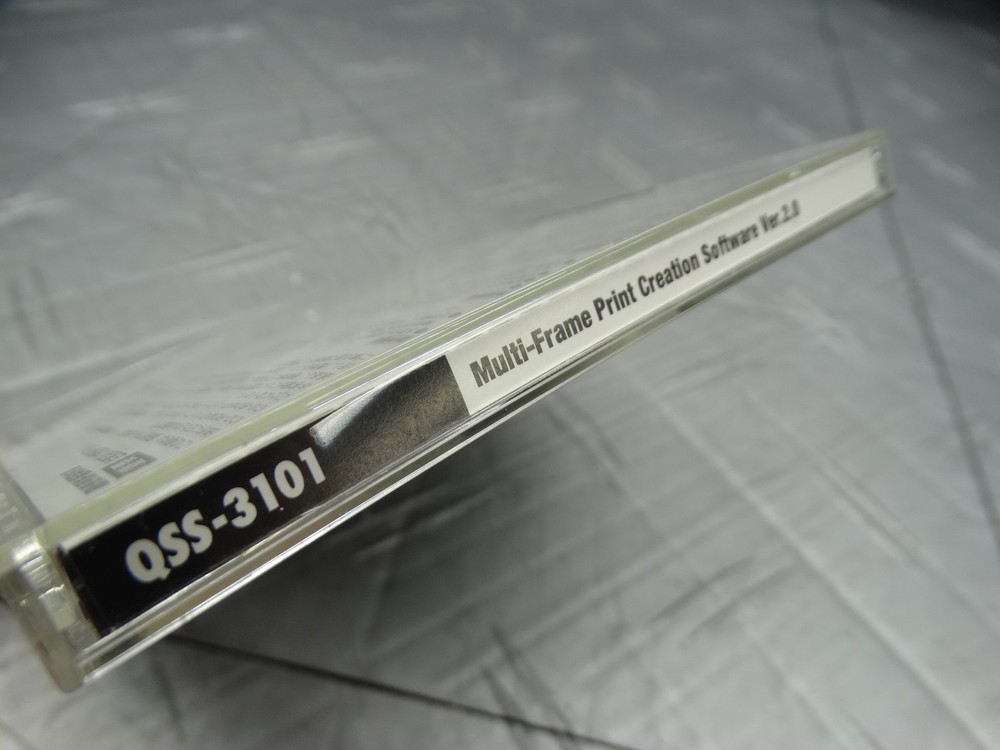 QSS-3101 Multi-Frame Print Creation Software Ver.2.0